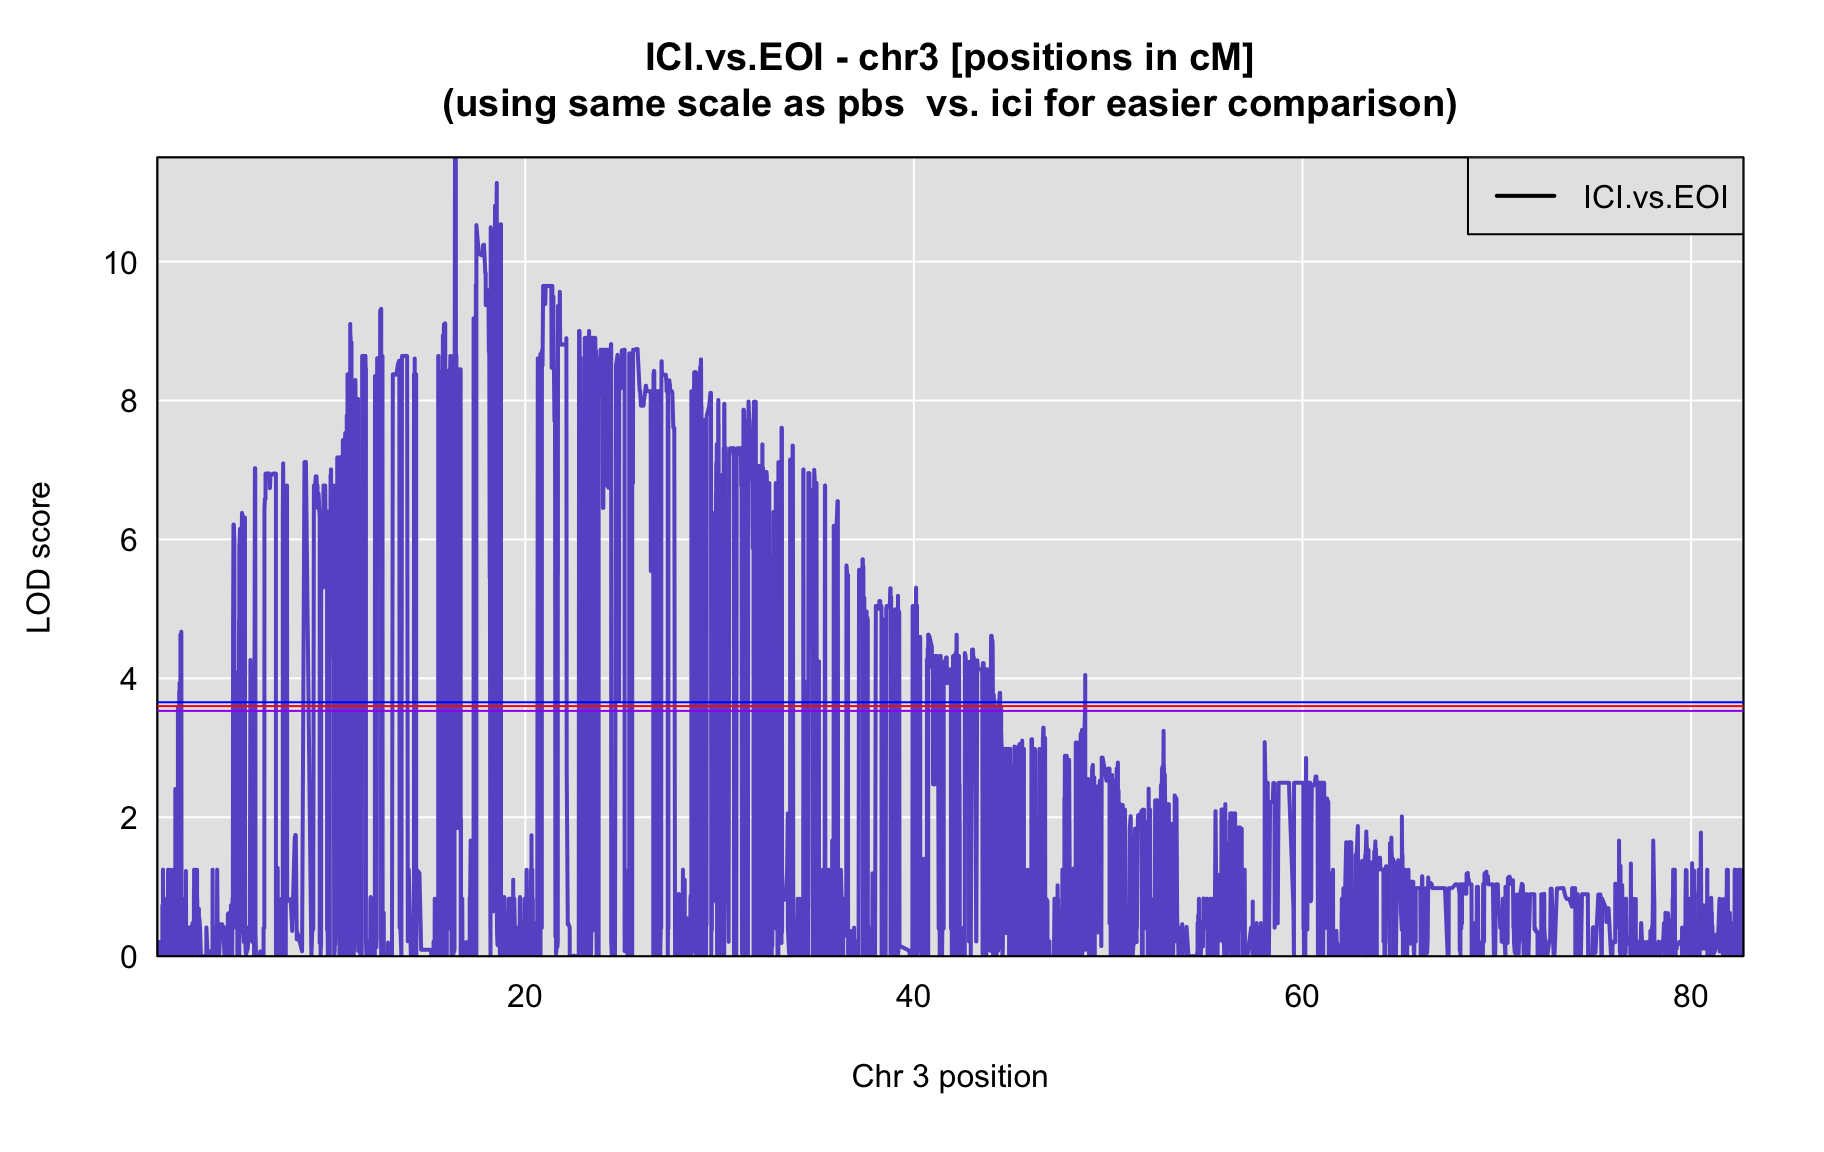 ICI.vs.EOI - chr3 [positions in cM]
(using same scale as pbs  vs. ici for easier comparison)
ICI.vs.EOI
10
8
6
4
2
0
LOD score
20
40
60
80
Chr 3 position